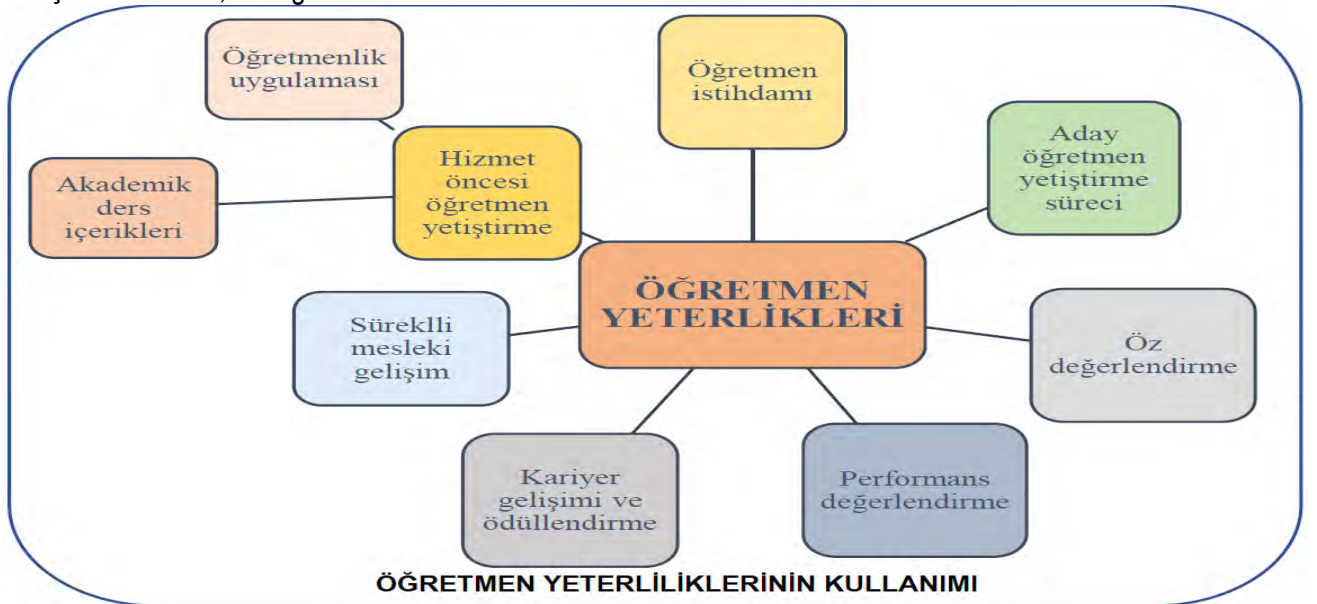 Öğretmenlik
uygulaması
Öğretmen
istihdamı
Aday
öğretmen
yetiştirme
süreci
Hizmet
öncesi
öğretmen
yetiştirme
Akademik
ders
içerikleri
ÖĞRETMEN
YETERLİKLERİ
Süreklli
mesleki
gelişim
Öz
değerlendirme
Kariyer
gelişimi ve
ödüllendirme
Performans
değerlendirme
ÖĞRETMEN YETERLİLİKLERİNİN KULLANIMI